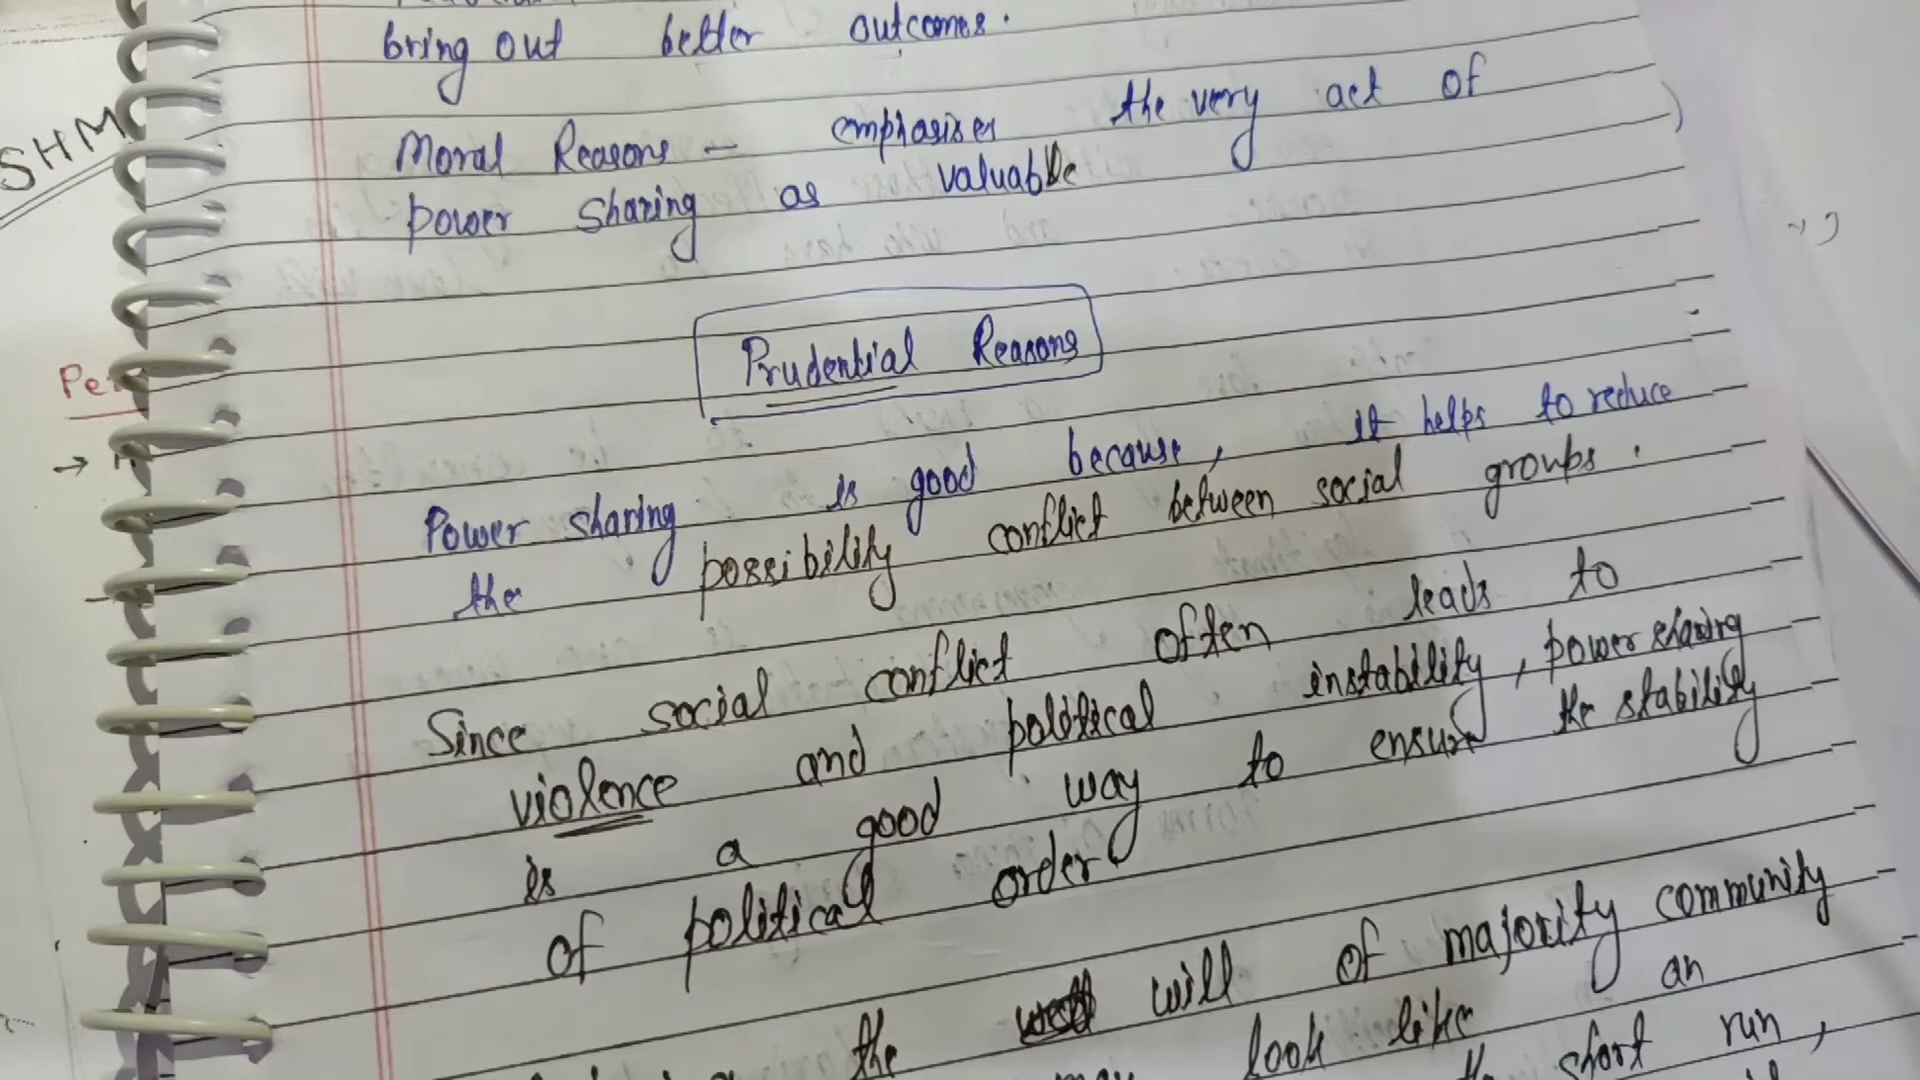 bring out better outcomes.
Moral Reasons - emphasises the very act of
power sharing as valuable
Prudential Reasons
Power sharing is good because, it helps to reduce
the possibility conflict between social groups.
Since social conflict often leads to
violence and political instability, power sharing
is a good way to ensure the stability
of political order
the will of majority community
look like an
short run,
SHM
Pe